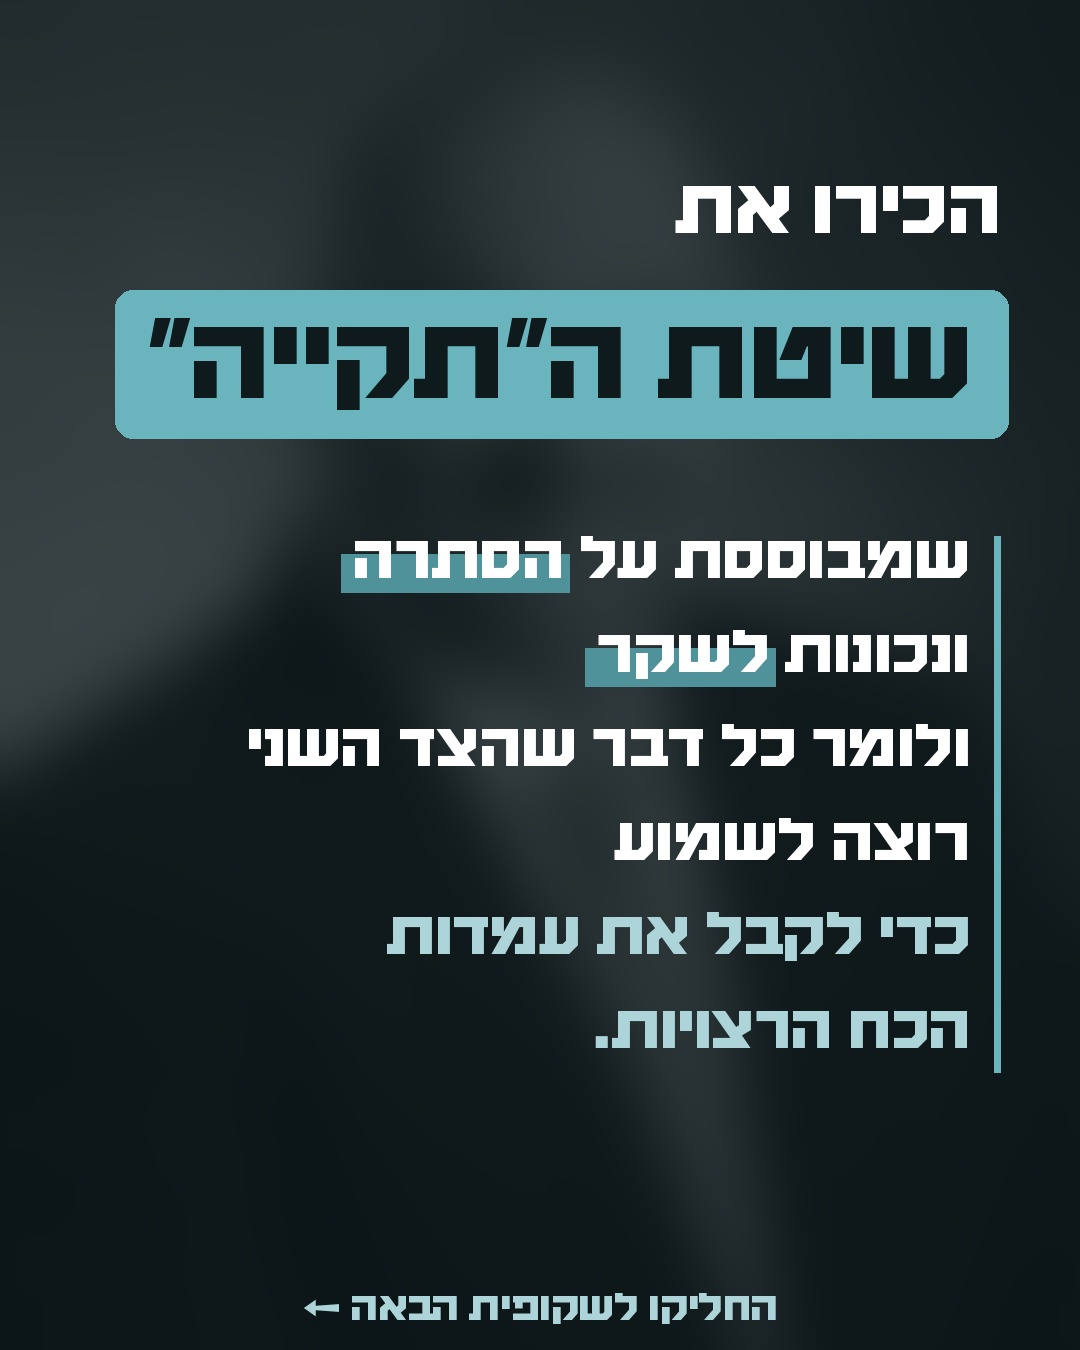 הכירו את
שיטת ה"תקייה"
שמבוססת על הסתרה
ונכונות לשקר
ולומר כל דבר שהצד השני
רוצה לשמוע
כדי לקבל את עמדות
הכח הרצויות.
החליקו לשקופית הבאה ←